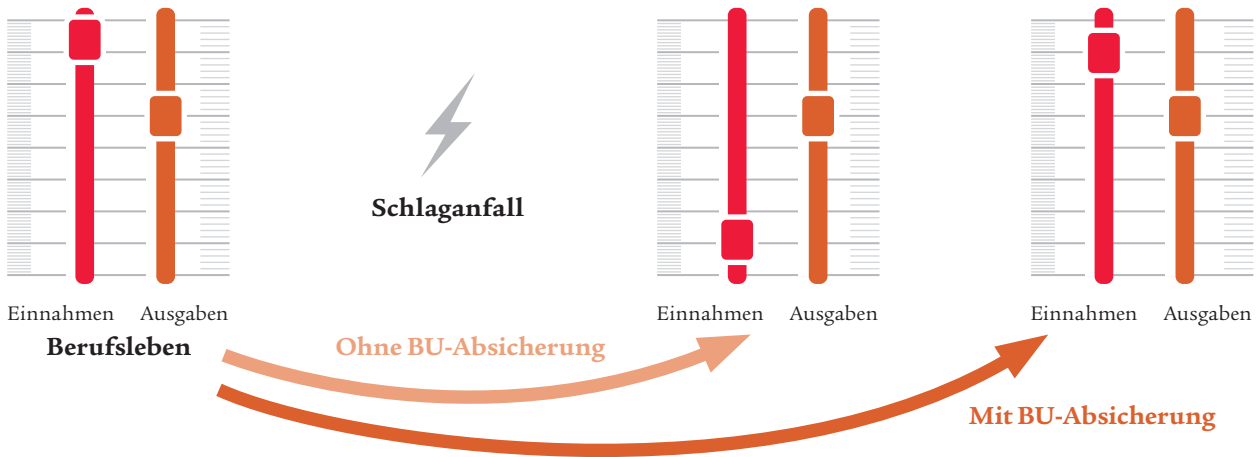 Schlaganfall
Einnahmen Ausgaben
Einnahmen Ausgaben
Einnahmen Ausgaben
Berufsleben
Ohne BU-Absicherung
Mit BU-Absicherung